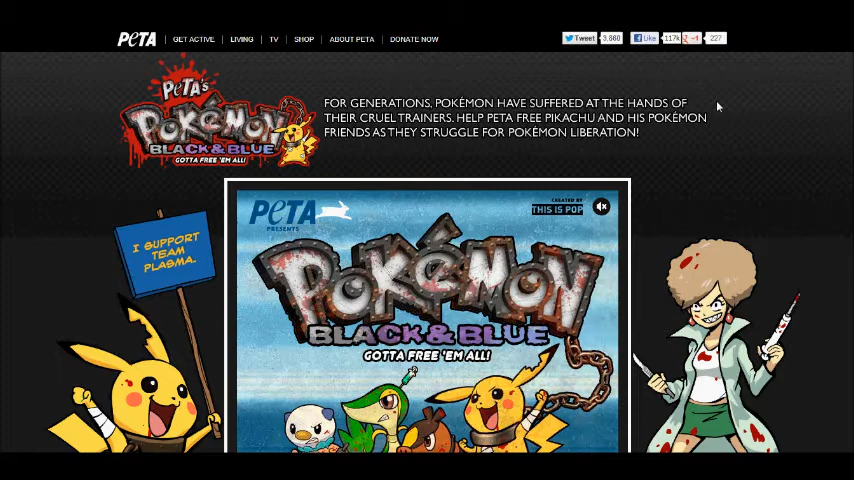 PETA GET ACTIVE LIVING TV SHOP ABOUT PETA DONATE NOW Tweet 3,660 Like 117k +1 227
PETA's
POKéMON
BLACK & BLUE
GOTTA FREE 'EM ALL!
FOR GENERATIONS, POKÉMON HAVE SUFFERED AT THE HANDS OF
THEIR CRUEL TRAINERS. HELP PETA FREE PIKACHU AND HIS POKÉMON
FRIENDS AS THEY STRUGGLE FOR POKÉMON LIBERATION!
I SUPPORT
TEAM
PLASMA.
PETA
PRESENTS
CREATED BY
THIS IS POP
POKéMON
BLACK & BLUE
GOTTA FREE 'EM ALL!